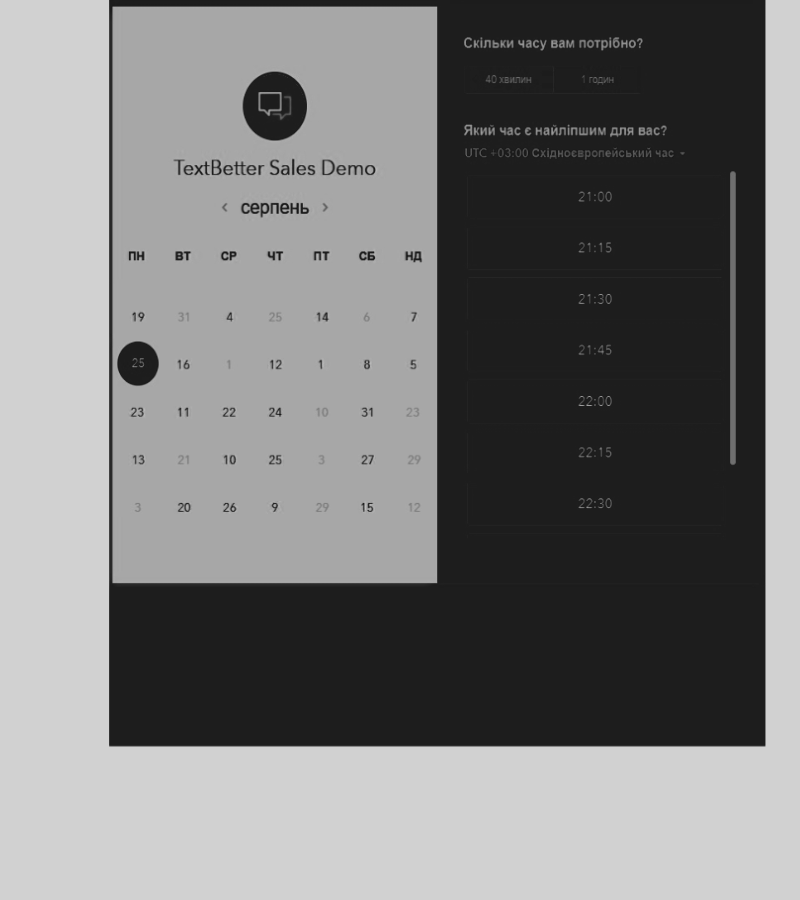 TextBetter Sales Demo
серпень
ПН ВТ СР ЧТ ПТ СБ НД
19 31 4 25 14 6 7
25 16 1 12 1 8 5
23 11 22 24 10 31 23
13 21 10 25 3 27 29
3 20 26 9 29 15 12
Скільки часу вам потрібно?
40 хвилин 1 годин
Який час є найліпшим для вас?
UTC +03:00 Східноєвропейський час
21:00
21:15
21:30
21:45
22:00
22:15
22:30